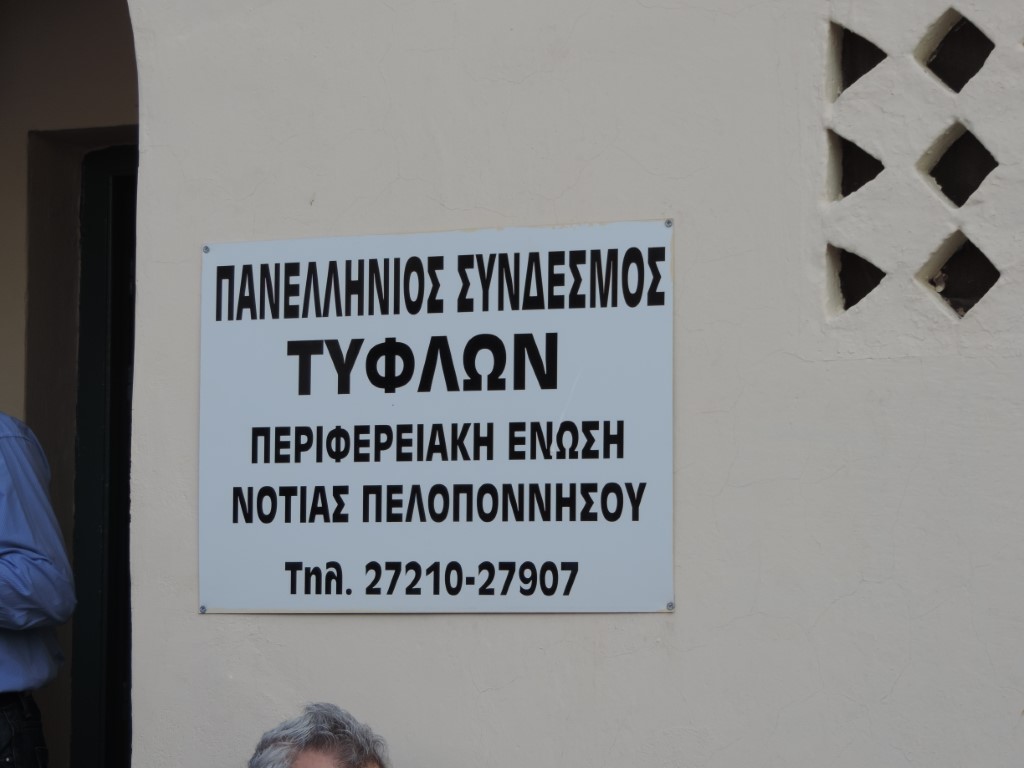 ΠΑΝΕΛΛΗΝΙΟΣ ΣΥΝΔΕΣΜΟΣ
ΤΥΦΛΩΝ
ΠΕΡΙΦΕΡΕΙΑΚΗ ΕΝΩΣΗ
ΝΟΤΙΑΣ ΠΕΛΟΠΟΝΝΗΣΟΥ
Τηλ. 27210-27907